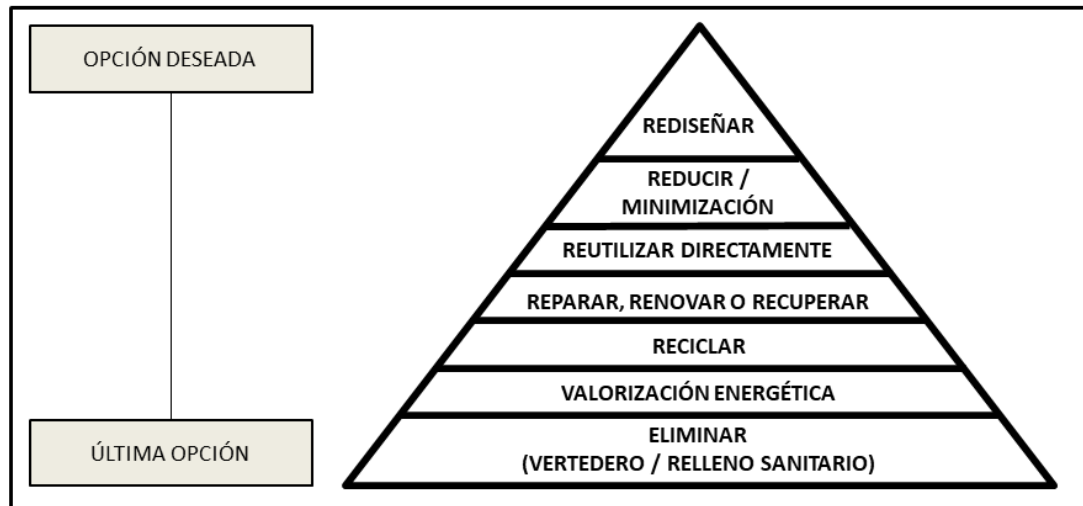 OPCIÓN DESEADA
REDISEÑAR
REDUCIR /
MINIMIZACIÓN
REUTILIZAR DIRECTAMENTE
REPARAR, RENOVAR O RECUPERAR
RECICLAR
VALORIZACIÓN ENERGÉTICA
ÚLTIMA OPCIÓN
ELIMINAR
(VERTEDERO / RELLENO SANITARIO)